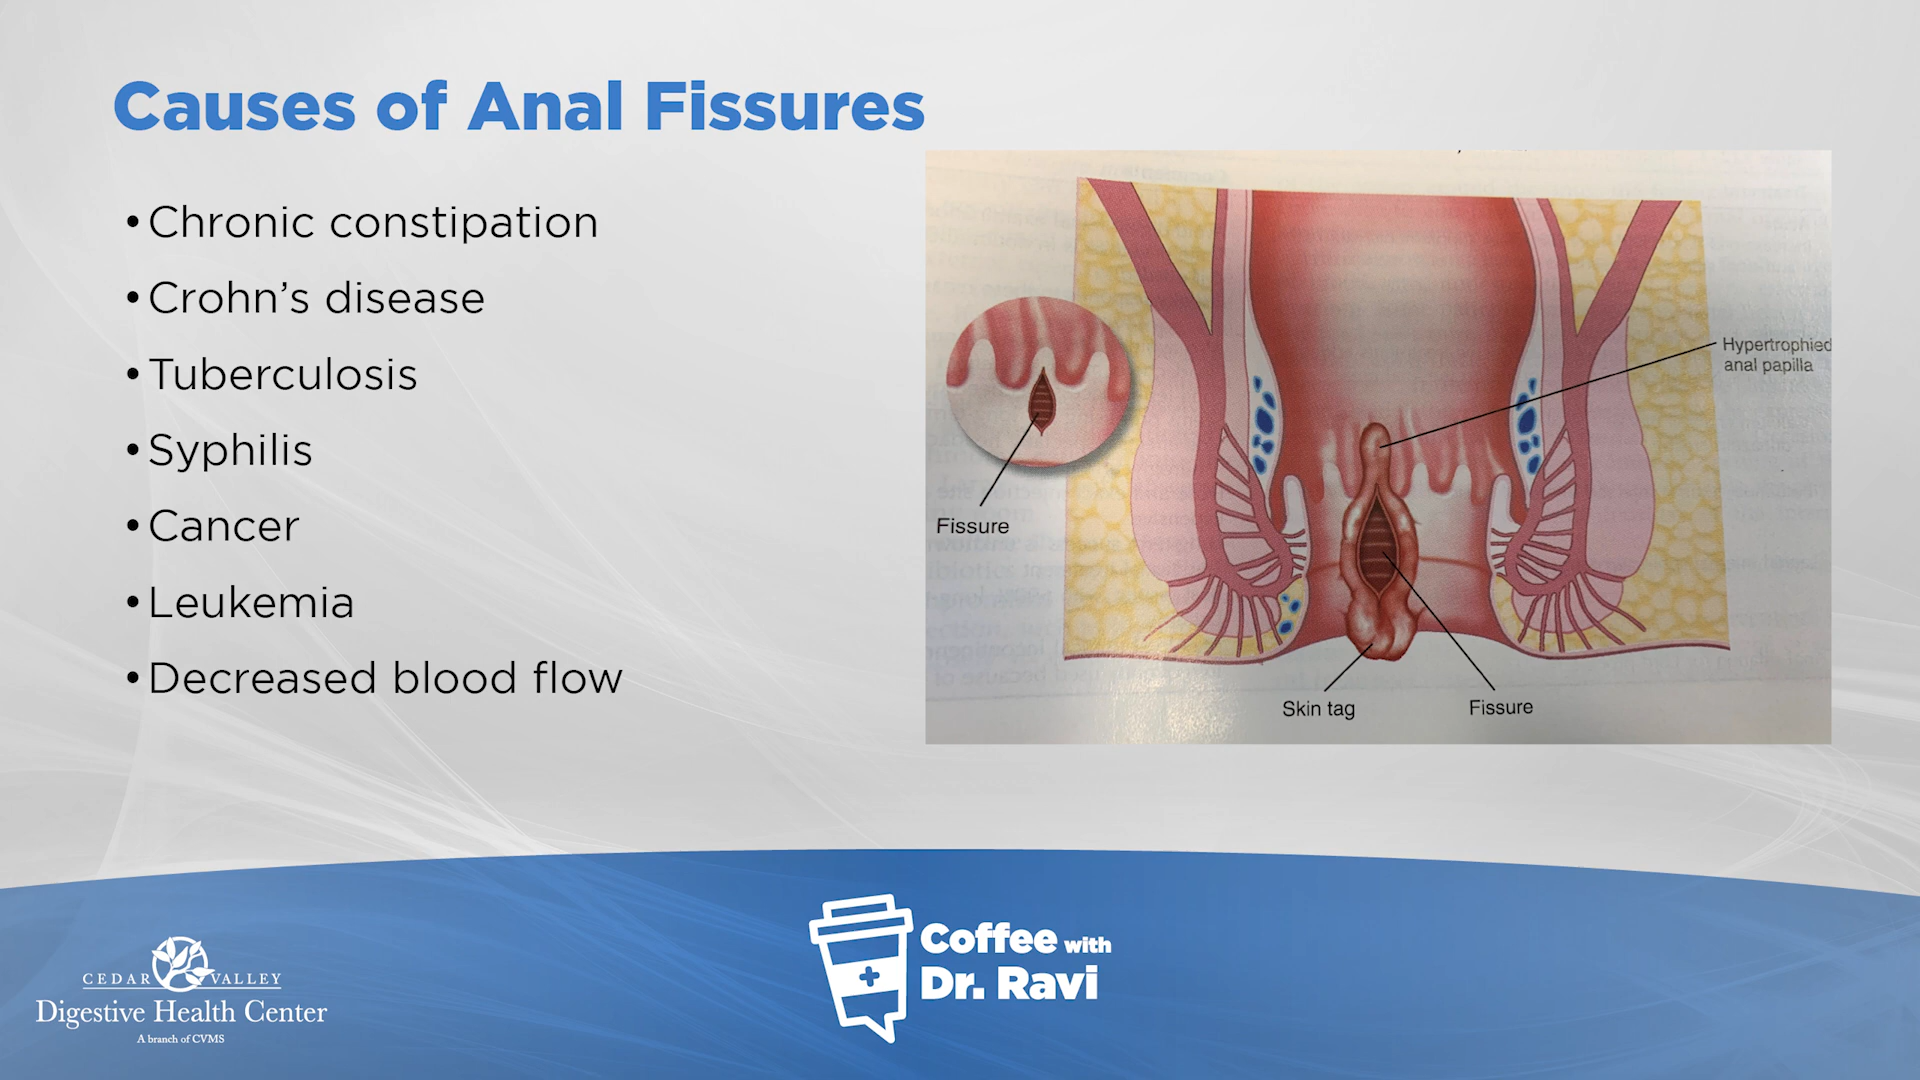 Causes of Anal Fissures
•Chronic constipation
•Crohn’s disease
•Tuberculosis
•Syphilis
•Cancer
•Leukemia
•Decreased blood flow
Hypertrophied
anal papilla
Fissure
Skin tag
Fissure
CEDAR VALLEY
Digestive Health Center
A branch of CVMS
Coffee with
Dr. Ravi